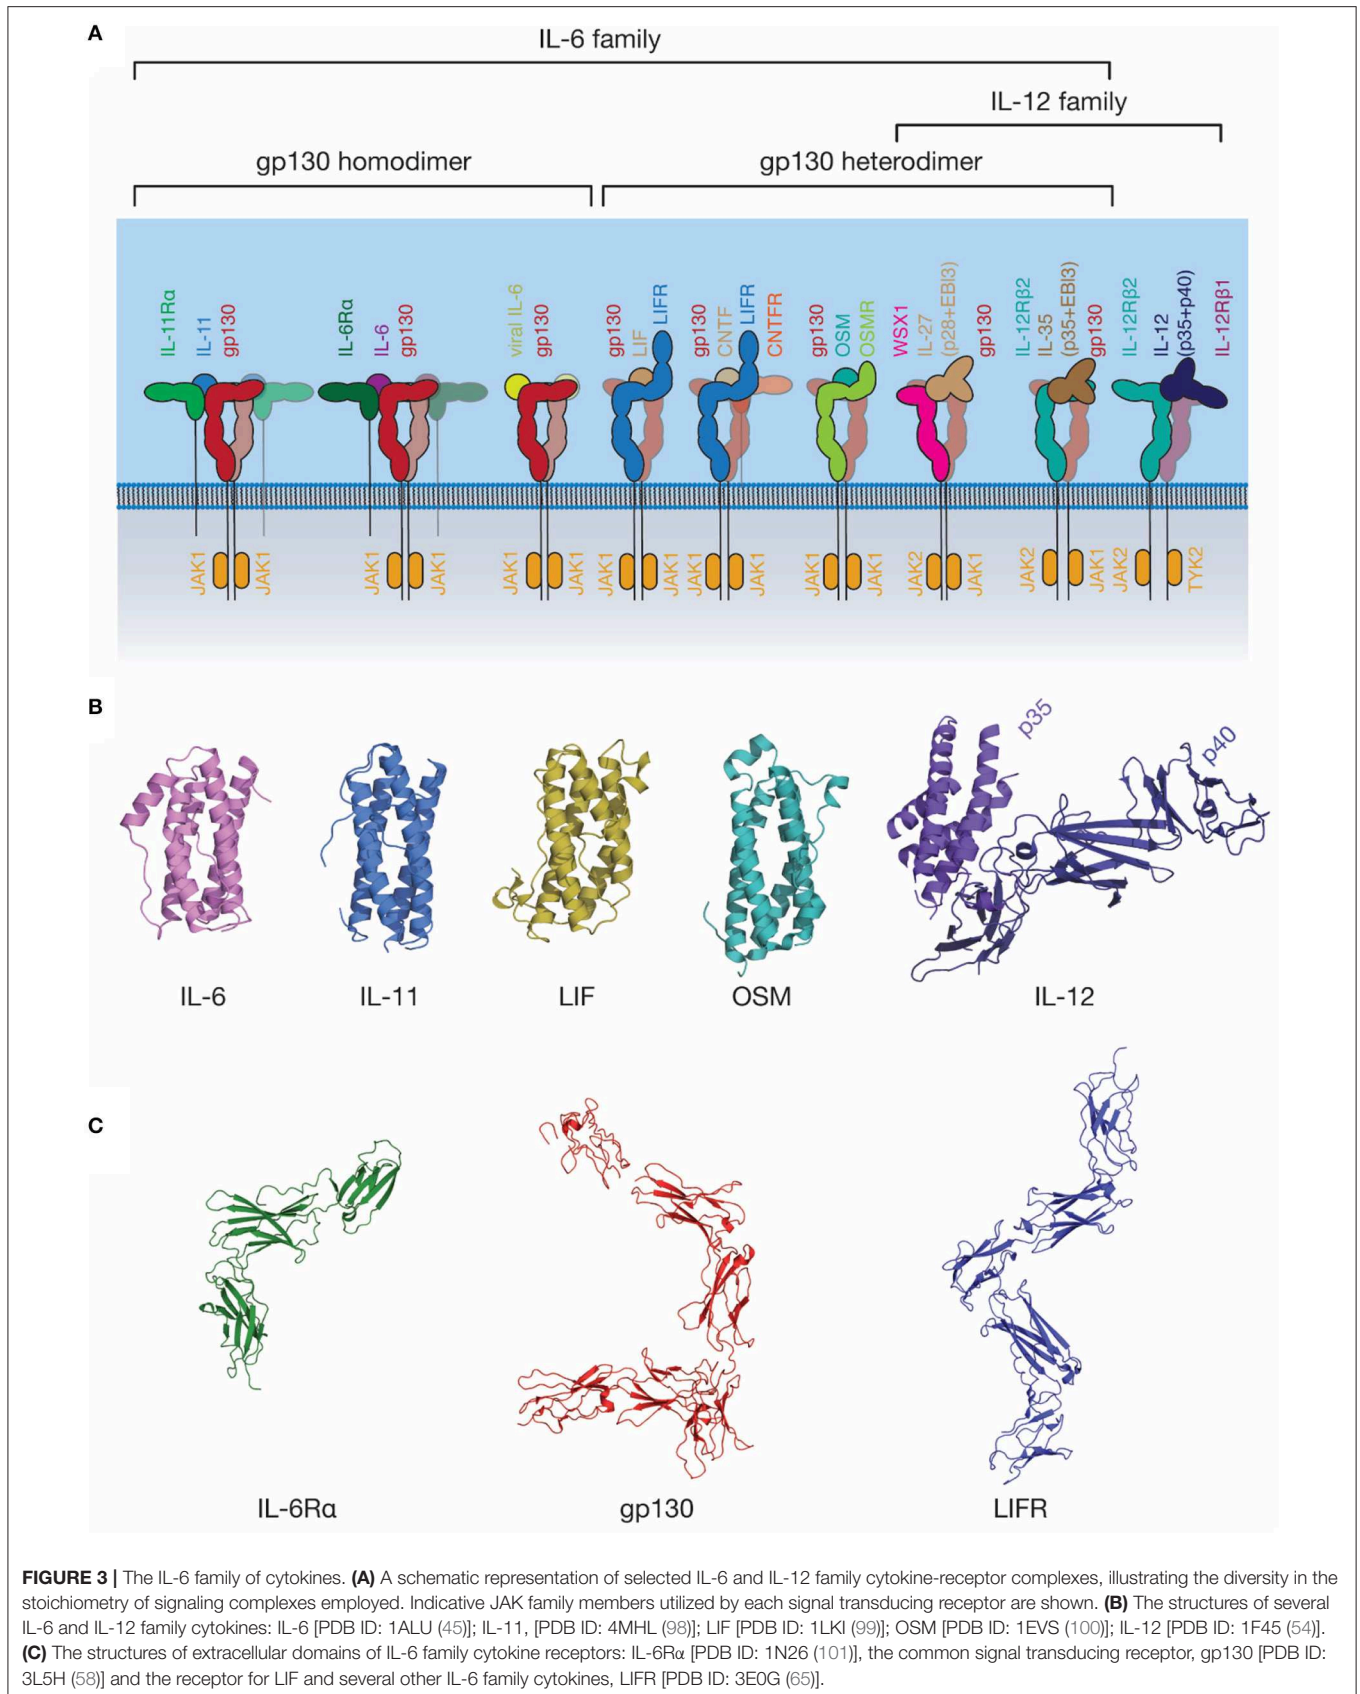 A
IL-6 family
IL-12 family
gp130 homodimer
gp130 heterodimer
IL-11Rα
IL-11
gp130
IL-6Rα
IL-6
gp130
viral IL-6
gp130
gp130
LIF
LIFR
gp130
CNTF
LIFR
CNTFR
gp130
OSM
OSMR
WSX1
IL-27
(p28+EBI3)
gp130
IL-12Rβ2
IL-35
(p35+EBI3)
gp130
IL-12Rβ2
IL-12
(p35+p40)
IL-12Rβ1
JAK1
JAK1
JAK1
JAK1
JAK1
JAK1
JAK1
JAK1
JAK1
JAK1
JAK1
JAK1
JAK2
JAK1
JAK2
JAK1
JAK2
TYK2
B
p35
p40
IL-6
IL-11
LIF
OSM
IL-12
C
IL-6Rα
gp130
LIFR
FIGURE 3 | The IL-6 family of cytokines. (A) A schematic representation of selected IL-6 and IL-12 family cytokine-receptor complexes, illustrating the diversity in the
stoichiometry of signaling complexes employed. Indicative JAK family members utilized by each signal transducing receptor are shown. (B) The structures of several
IL-6 and IL-12 family cytokines: IL-6 [PDB ID: 1ALU (45)]; IL-11, [PDB ID: 4MHL (98)]; LIF [PDB ID: 1LKI (99)]; OSM [PDB ID: 1EVS (100)]; IL-12 [PDB ID: 1F45 (54)].
(C) The structures of extracellular domains of IL-6 family cytokine receptors: IL-6Rα [PDB ID: 1N26 (101)], the common signal transducing receptor, gp130 [PDB ID:
3L5H (58)] and the receptor for LIF and several other IL-6 family cytokines, LIFR [PDB ID: 3E0G (65)].